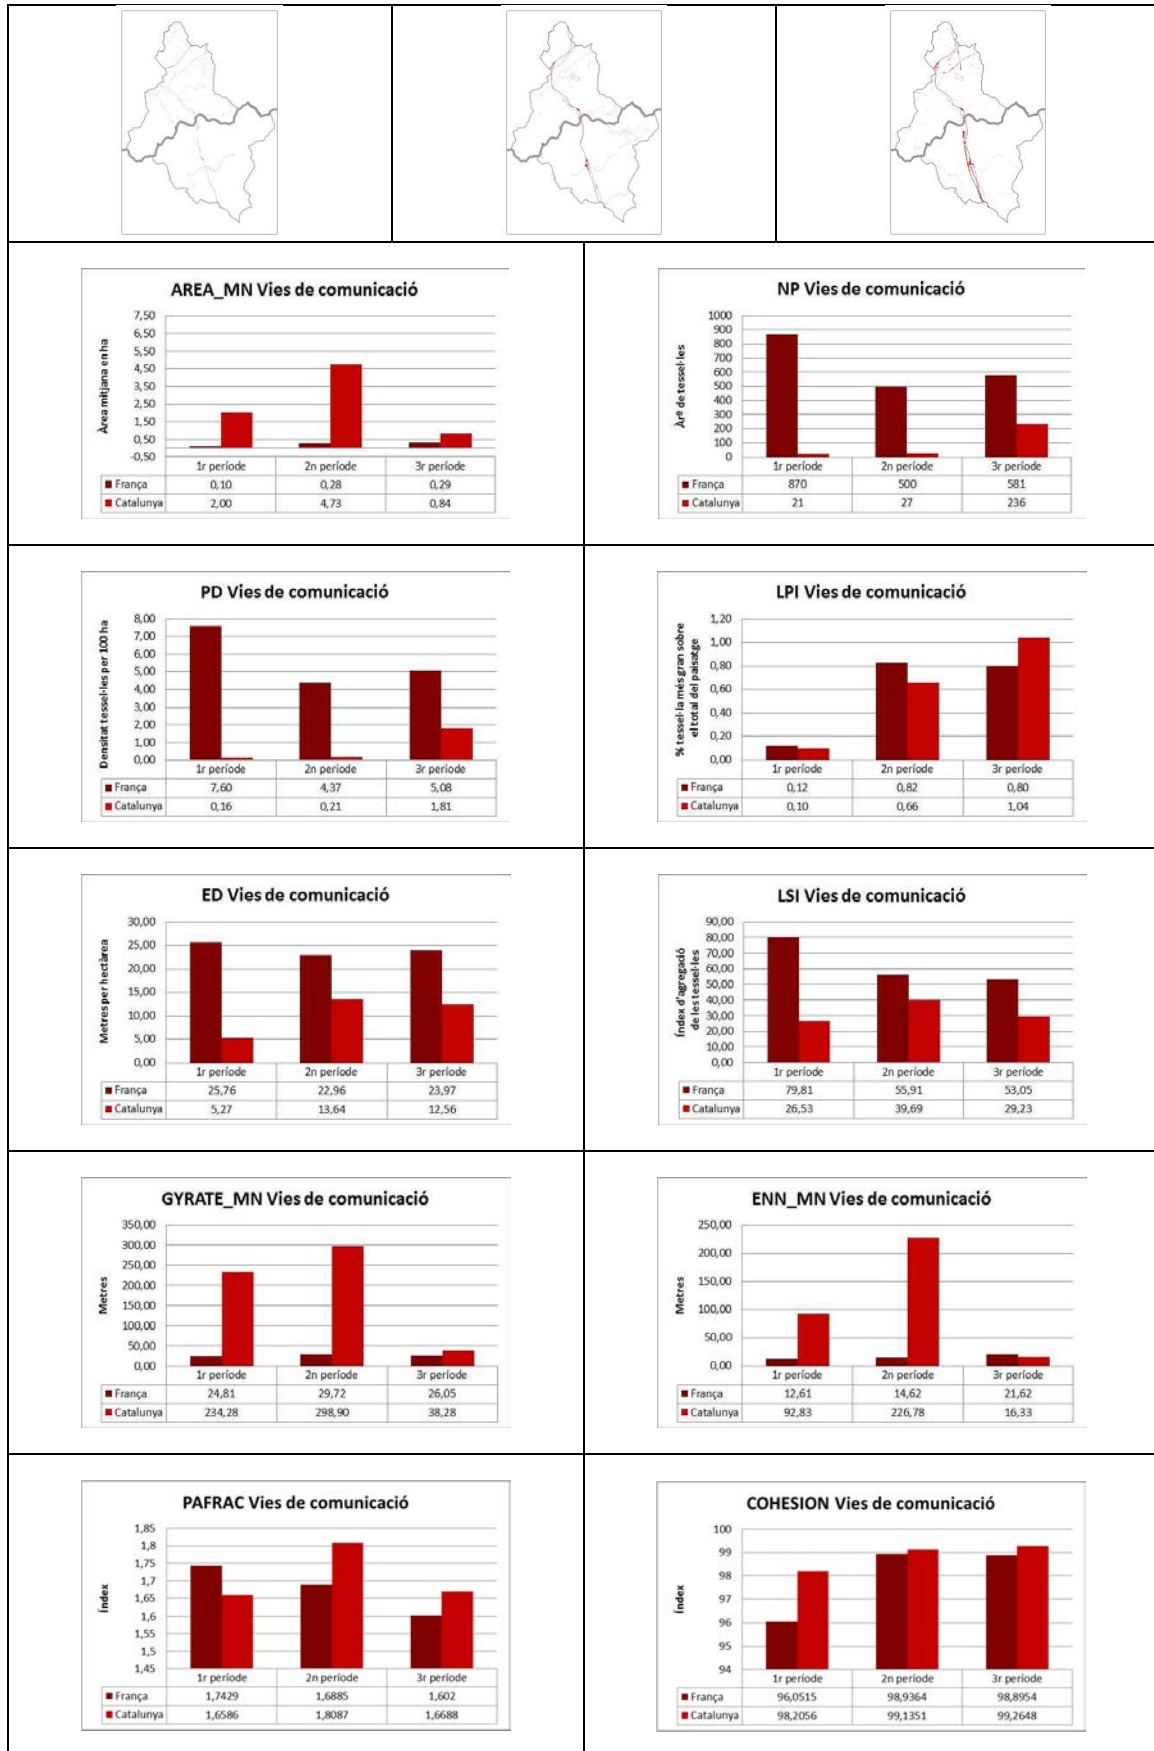 AREA_MN Vies de comunicació
Àrea mitjana en ha
7,50
6,50
5,50
4,50
3,50
2,50
1,50
0,50
-0,50
1r període 2n període 3r període
França 0,10 0,28 0,29
Catalunya 2,00 4,73 0,84
NP Vies de comunicació
Àrº de tessel·les
1000
900
800
700
600
500
400
300
200
100
0
1r període 2n període 3r període
França 870 500 581
Catalunya 21 27 236
PD Vies de comunicació
Densitat tessel·les per 100 ha
8,00
7,00
6,00
5,00
4,00
3,00
2,00
1,00
0,00
1r període 2n període 3r període
França 7,60 4,37 5,08
Catalunya 0,16 0,21 1,81
LPI Vies de comunicació
% tessel·la més gran sobre
el total del paisatge
1,20
1,00
0,80
0,60
0,40
0,20
0,00
1r període 2n període 3r període
França 0,12 0,82 0,80
Catalunya 0,10 0,66 1,04
ED Vies de comunicació
Metres per hectàrea
30,00
25,00
20,00
15,00
10,00
5,00
0,00
1r període 2n període 3r període
França 25,76 22,96 23,97
Catalunya 5,27 13,64 12,56
LSI Vies de comunicació
Índex d'agregació
de les tessel·les
90,00
80,00
70,00
60,00
50,00
40,00
30,00
20,00
10,00
0,00
1r període 2n període 3r període
França 79,81 55,91 53,05
Catalunya 26,53 39,69 29,23
GYRATE_MN Vies de comunicació
Metres
350,00
300,00
250,00
200,00
150,00
100,00
50,00
0,00
1r període 2n període 3r període
França 24,81 29,72 26,05
Catalunya 234,28 298,90 38,28
ENN_MN Vies de comunicació
Metres
250,00
200,00
150,00
100,00
50,00
0,00
1r període 2n període 3r període
França 12,61 14,62 21,62
Catalunya 92,83 226,78 16,33
PAFRAC Vies de comunicació
Índex
1,85
1,8
1,75
1,7
1,65
1,6
1,55
1,5
1,45
1r període 2n període 3r període
França 1,7429 1,6885 1,602
Catalunya 1,6586 1,8087 1,6688
COHESION Vies de comunicació
Índex
100
99
98
97
96
95
94
1r període 2n període 3r període
França 96,0515 98,9364 98,8954
Catalunya 98,2056 99,1351 99,2648